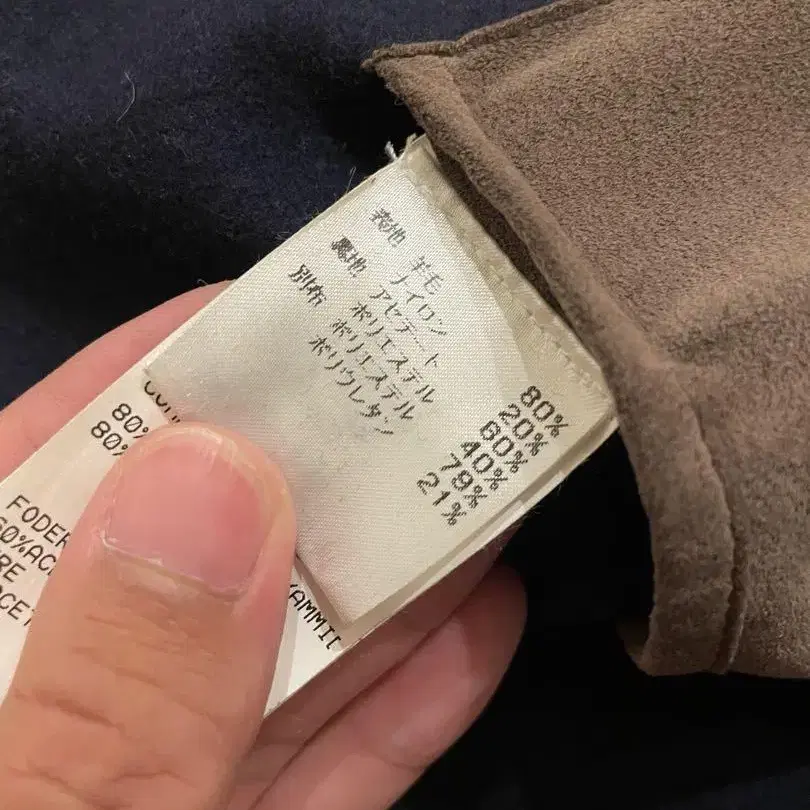 表地 羊毛 80%
ナイロン 20%
裏地 アセテート 60%
ポリエステル 40%
別布 ポリエステル 79%
ポリウレタン 21%
80%
80%
FODER
60%AC
RE
ACET